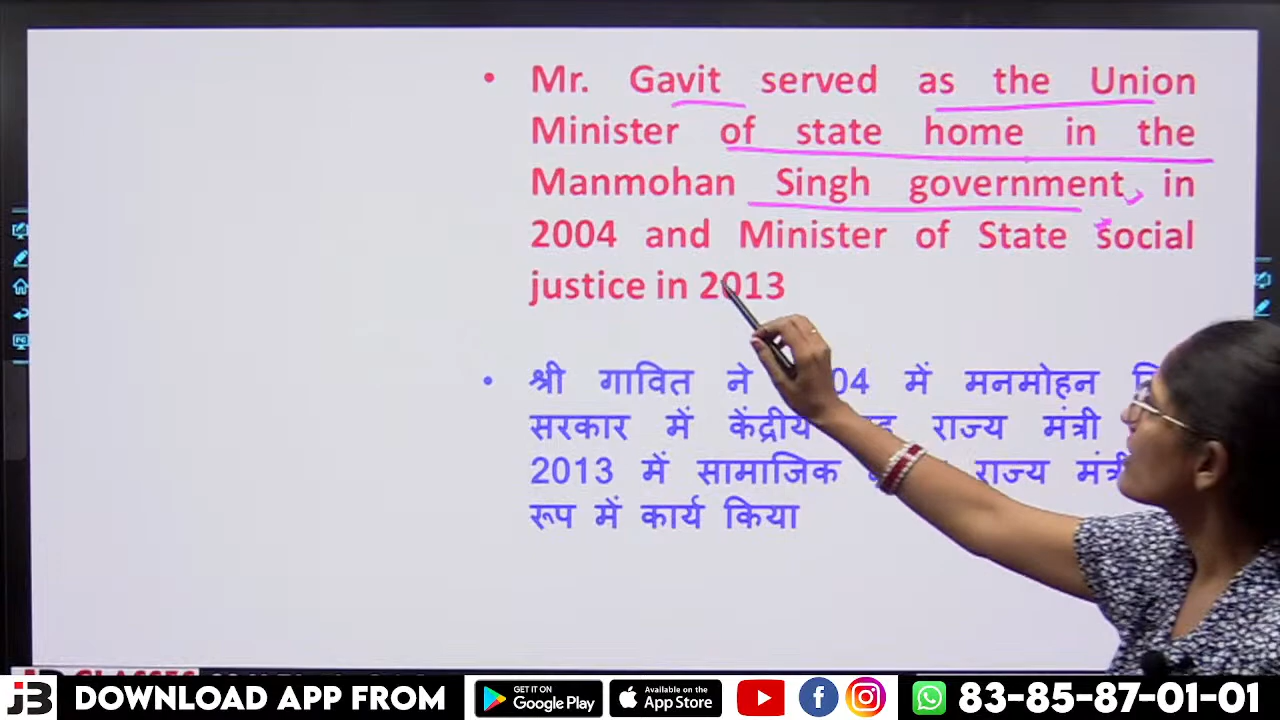 • Mr. Gavit served as the Union
Minister of state home in the
Manmohan Singh government in
2004 and Minister of State social
justice in 2013
• श्री गावित ने 04 में मनमोहन
सरकार में केंद्रीय राज्य मंत्री
2013 में सामाजिक राज्य मंत्री
रूप में कार्य किया
JB DOWNLOAD APP FROM GET IT ON Google Play Available on the App Store 83-85-87-01-01